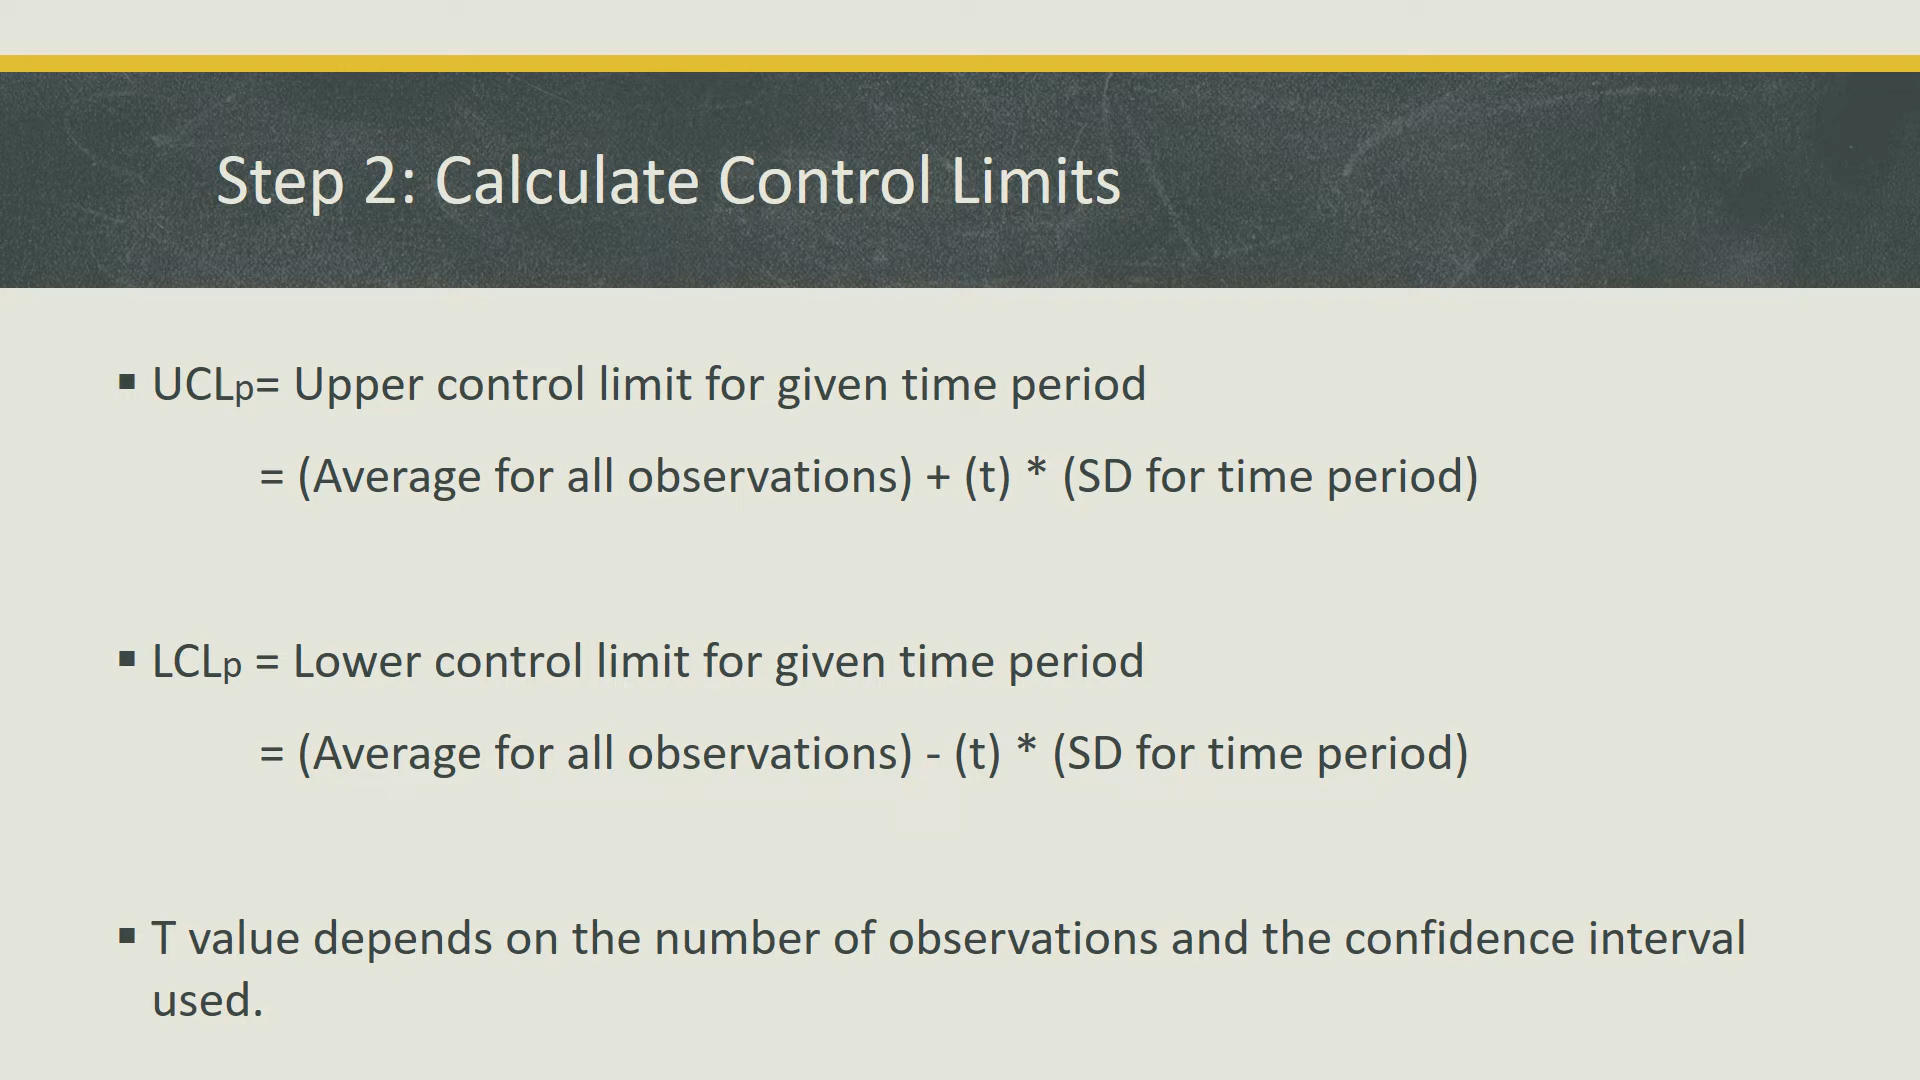 Step 2: Calculate Control Limits
▪ UCLp= Upper control limit for given time period
= (Average for all observations) + (t) * (SD for time period)
▪ LCLp = Lower control limit for given time period
= (Average for all observations) - (t) * (SD for time period)
▪ T value depends on the number of observations and the confidence interval
used.